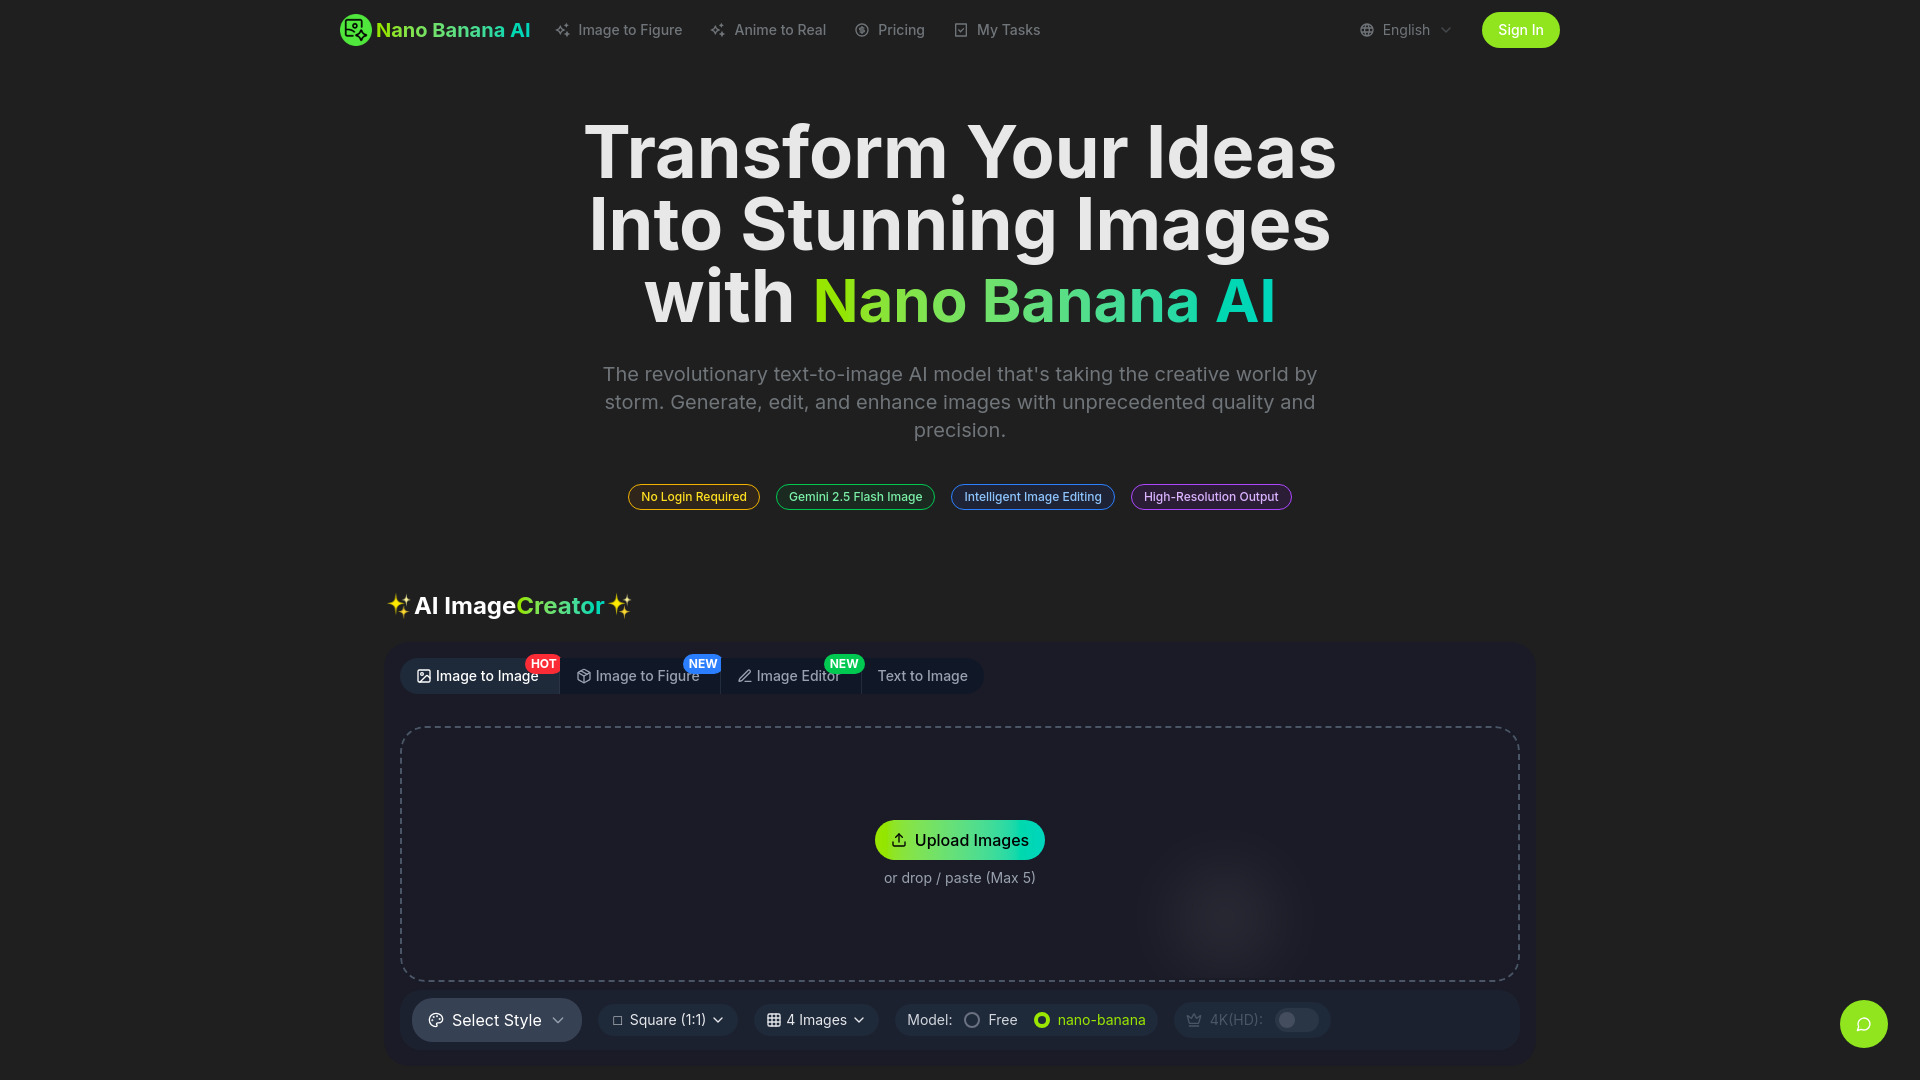 Nano Banana AI
Image to Figure
Anime to Real
Pricing
My Tasks
English
Sign In
Transform Your Ideas
Into Stunning Images
with Nano Banana AI
The revolutionary text-to-image AI model that's taking the creative world by
storm. Generate, edit, and enhance images with unprecedented quality and
precision.
No Login Required
Gemini 2.5 Flash Image
Intelligent Image Editing
High-Resolution Output
✨AI ImageCreator✨
Image to Image HOT
Image to Figure NEW
Image Editor NEW
Text to Image
Upload Images
or drop / paste (Max 5)
Select Style
Square (1:1)
4 Images
Model: Free nano-banana
4K(HD):